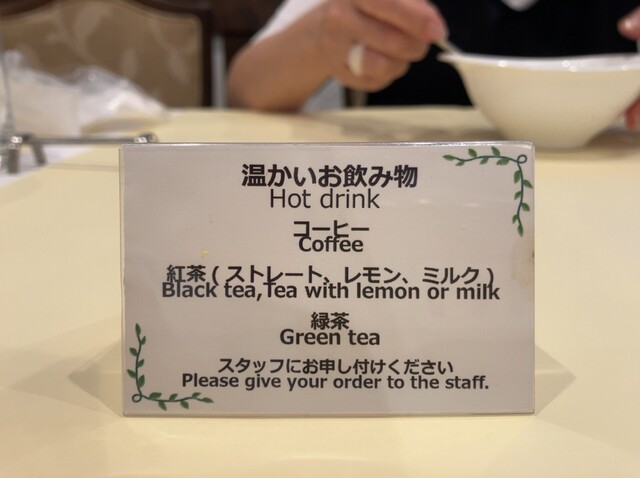 温かいお飲み物
Hot drink
コーヒー
Coffee
紅茶 ( ストレート、レモン、ミルク )
Black tea,Tea with lemon or milk
緑茶
Green tea
スタッフにお申し付けください
Please give your order to the staff.